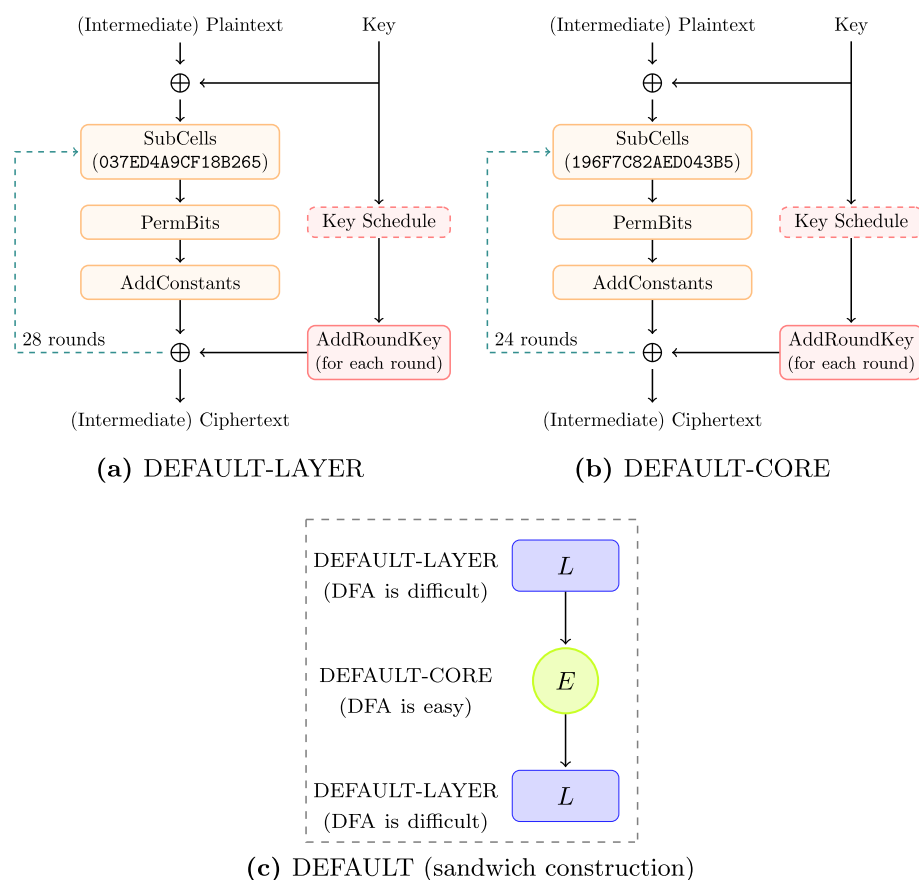 (Intermediate) Plaintext
Key
SubCells
(037ED4A9CF18B265)
PermBits
Key Schedule
AddConstants
28 rounds
AddRoundKey
(for each round)
(Intermediate) Ciphertext
(a) DEFAULT-LAYER
(Intermediate) Plaintext
Key
SubCells
(196F7C82AED043B5)
PermBits
Key Schedule
AddConstants
24 rounds
AddRoundKey
(for each round)
(Intermediate) Ciphertext
(b) DEFAULT-CORE
DEFAULT-LAYER
(DFA is difficult)
L
DEFAULT-CORE
(DFA is easy)
E
DEFAULT-LAYER
(DFA is difficult)
L
(c) DEFAULT (sandwich construction)